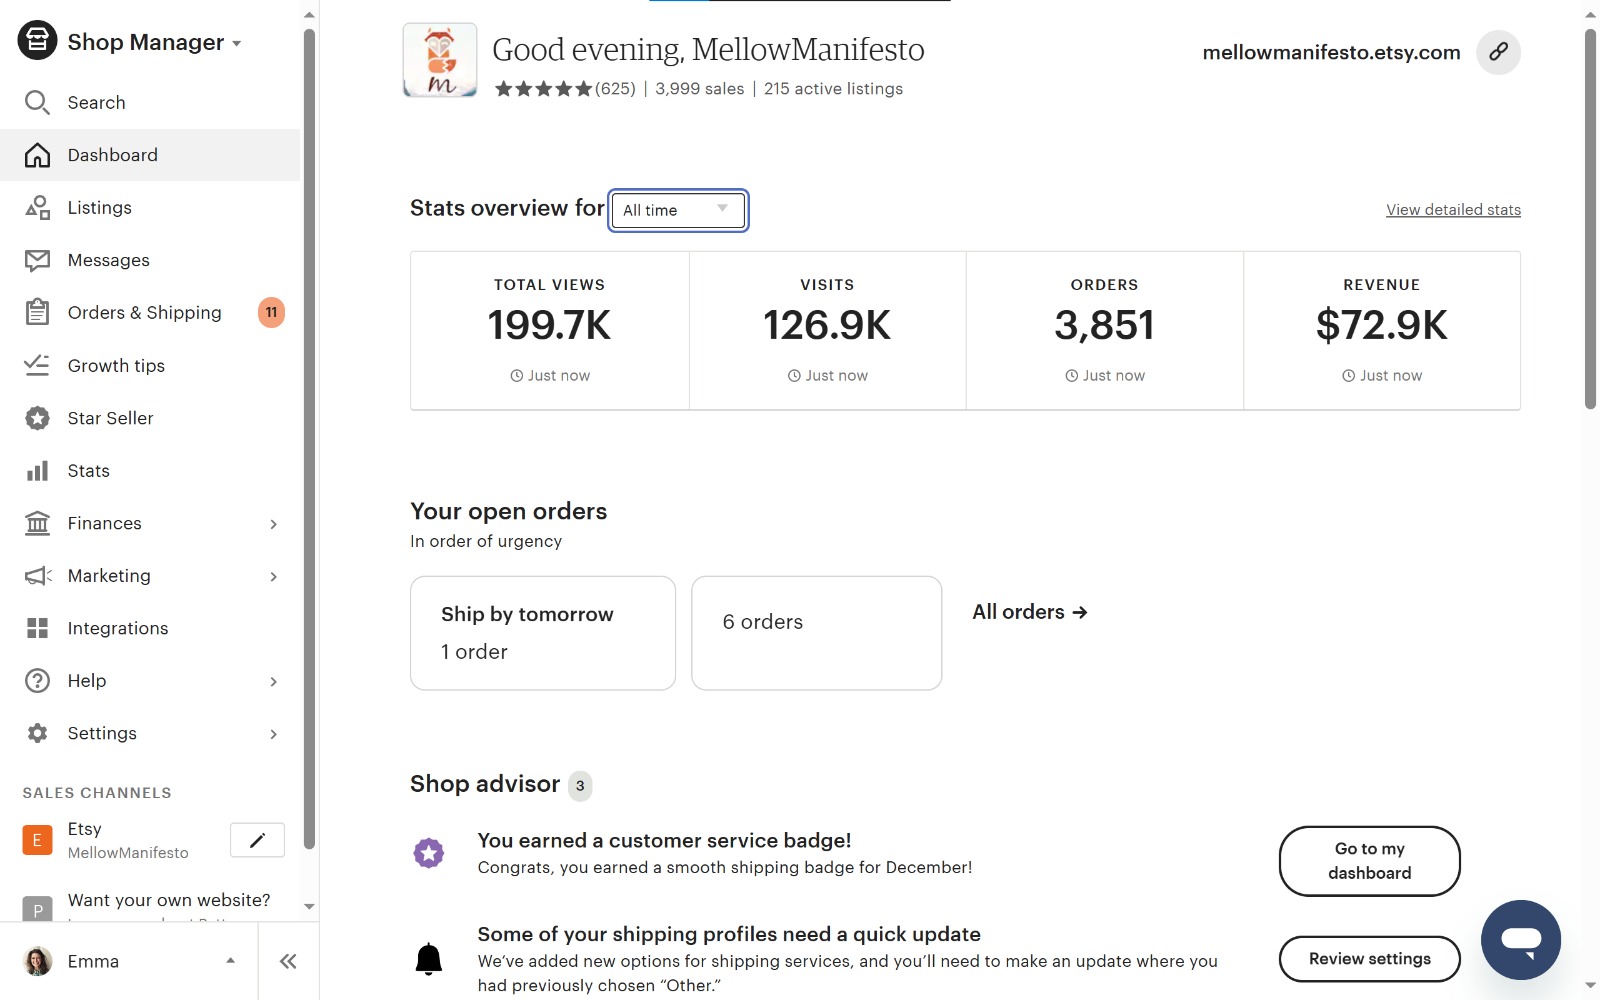 Shop Manager
Search
Dashboard
Listings
Messages
Orders & Shipping 11
Growth tips
Star Seller
Stats
Finances
Marketing
Integrations
Help
Settings
SALES CHANNELS
E Etsy
MellowManifesto
P Want your own website?
Emma
m
Good evening, MellowManifesto
(625) | 3,999 sales | 215 active listings
mellowmanifesto.etsy.com
Stats overview for All time
View detailed stats
TOTAL VIEWS
199.7K
Just now
VISITS
126.9K
Just now
ORDERS
3,851
Just now
REVENUE
$72.9K
Just now
Your open orders
In order of urgency
Ship by tomorrow
1 order
6 orders
All orders →
Shop advisor 3
You earned a customer service badge!
Congrats, you earned a smooth shipping badge for December!
Go to my
dashboard
Some of your shipping profiles need a quick update
We’ve added new options for shipping services, and you’ll need to make an update where you
had previously chosen “Other.”
Review settings